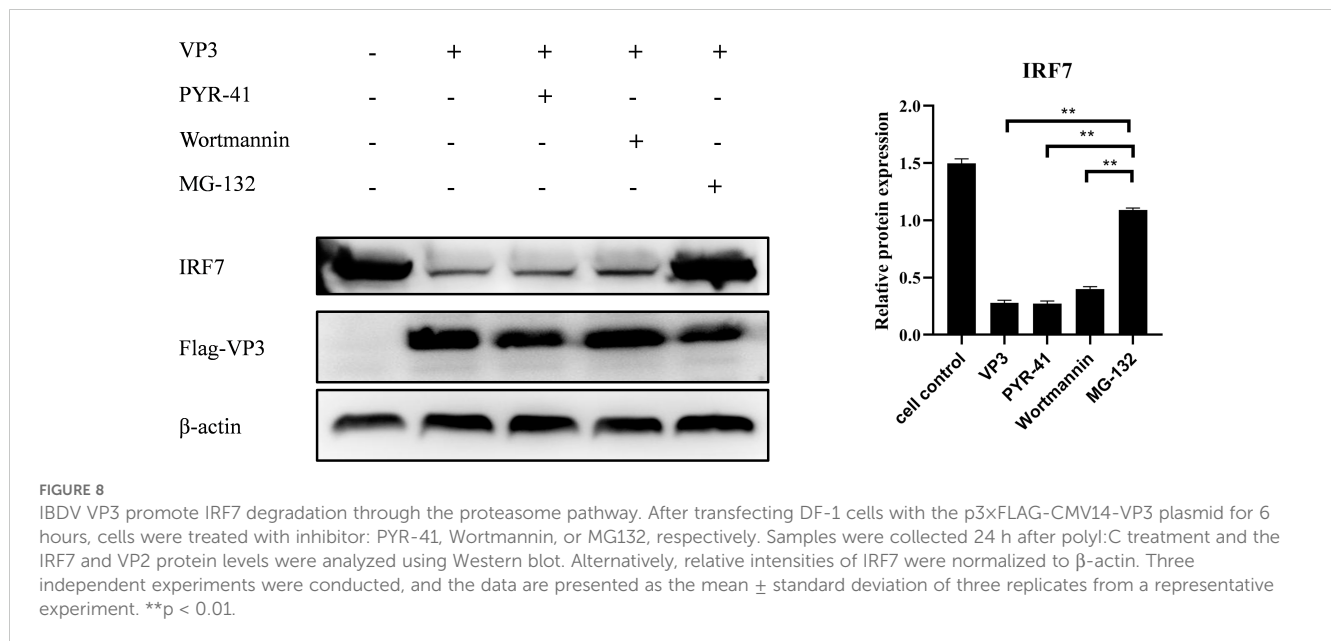 VP3 - + + + +
PYR-41 - - + - -
Wortmannin - - - + -
MG-132 - - - - +
IRF7
Flag-VP3
β-actin
IRF7
Relative protein expression
2.0
1.5
1.0
0.5
0.0
**
**
**
cell control
VP3
PYR-41
Wortmannin
MG-132
FIGURE 8
IBDV VP3 promote IRF7 degradation through the proteasome pathway. After transfecting DF-1 cells with the p3×FLAG-CMV14-VP3 plasmid for 6
hours, cells were treated with inhibitor: PYR-41, Wortmannin, or MG132, respectively. Samples were collected 24 h after polyI:C treatment and the
IRF7 and VP2 protein levels were analyzed using Western blot. Alternatively, relative intensities of IRF7 were normalized to β-actin. Three
independent experiments were conducted, and the data are presented as the mean ± standard deviation of three replicates from a representative
experiment. **p < 0.01.